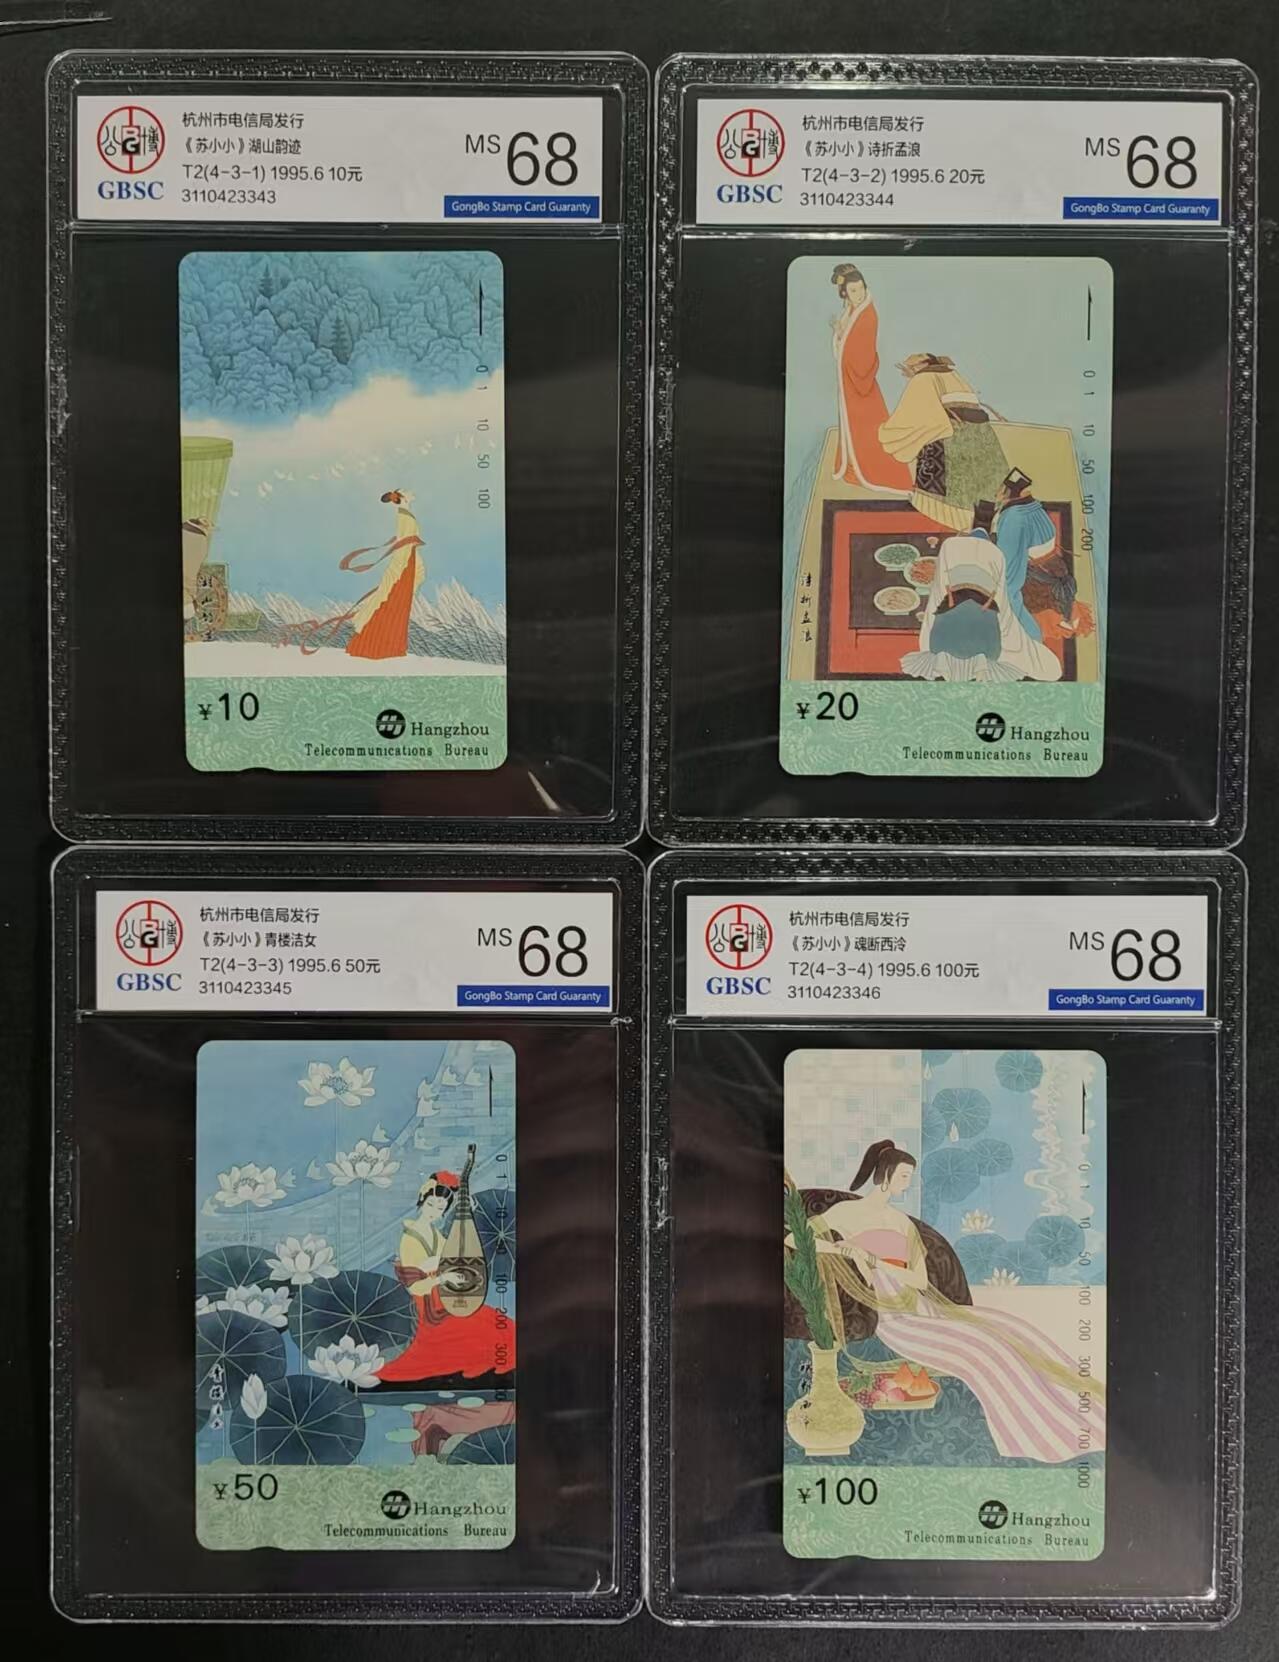 杭州市电信局发行
《苏小小》湖山韵迹
T2(4-3-1) 1995.6 10元
3110423343
GBSC
MS 68
GongBo Stamp Card Guaranty
0 1 10 50 100
湖山韵迹
¥10
Hangzhou
Telecommunications Bureau
杭州市电信局发行
《苏小小》诗折孟浪
T2(4-3-2) 1995.6 20元
3110423344
GBSC
MS 68
GongBo Stamp Card Guaranty
0 1 10 50 100 200
诗折孟浪
¥20
Hangzhou
Telecommunications Bureau
杭州市电信局发行
《苏小小》青楼洁女
T2(4-3-3) 1995.6 50元
3110423345
GBSC
MS 68
GongBo Stamp Card Guaranty
0 1 10 50 100 200 300
¥50
Hangzhou
Telecommunications Bureau
杭州市电信局发行
《苏小小》魂断西泠
T2(4-3-4) 1995.6 100元
3110423346
GBSC
MS 68
GongBo Stamp Card Guaranty
0 1 10 50 100 200 300 500 700 1000
¥100
Hangzhou
Telecommunications Bureau